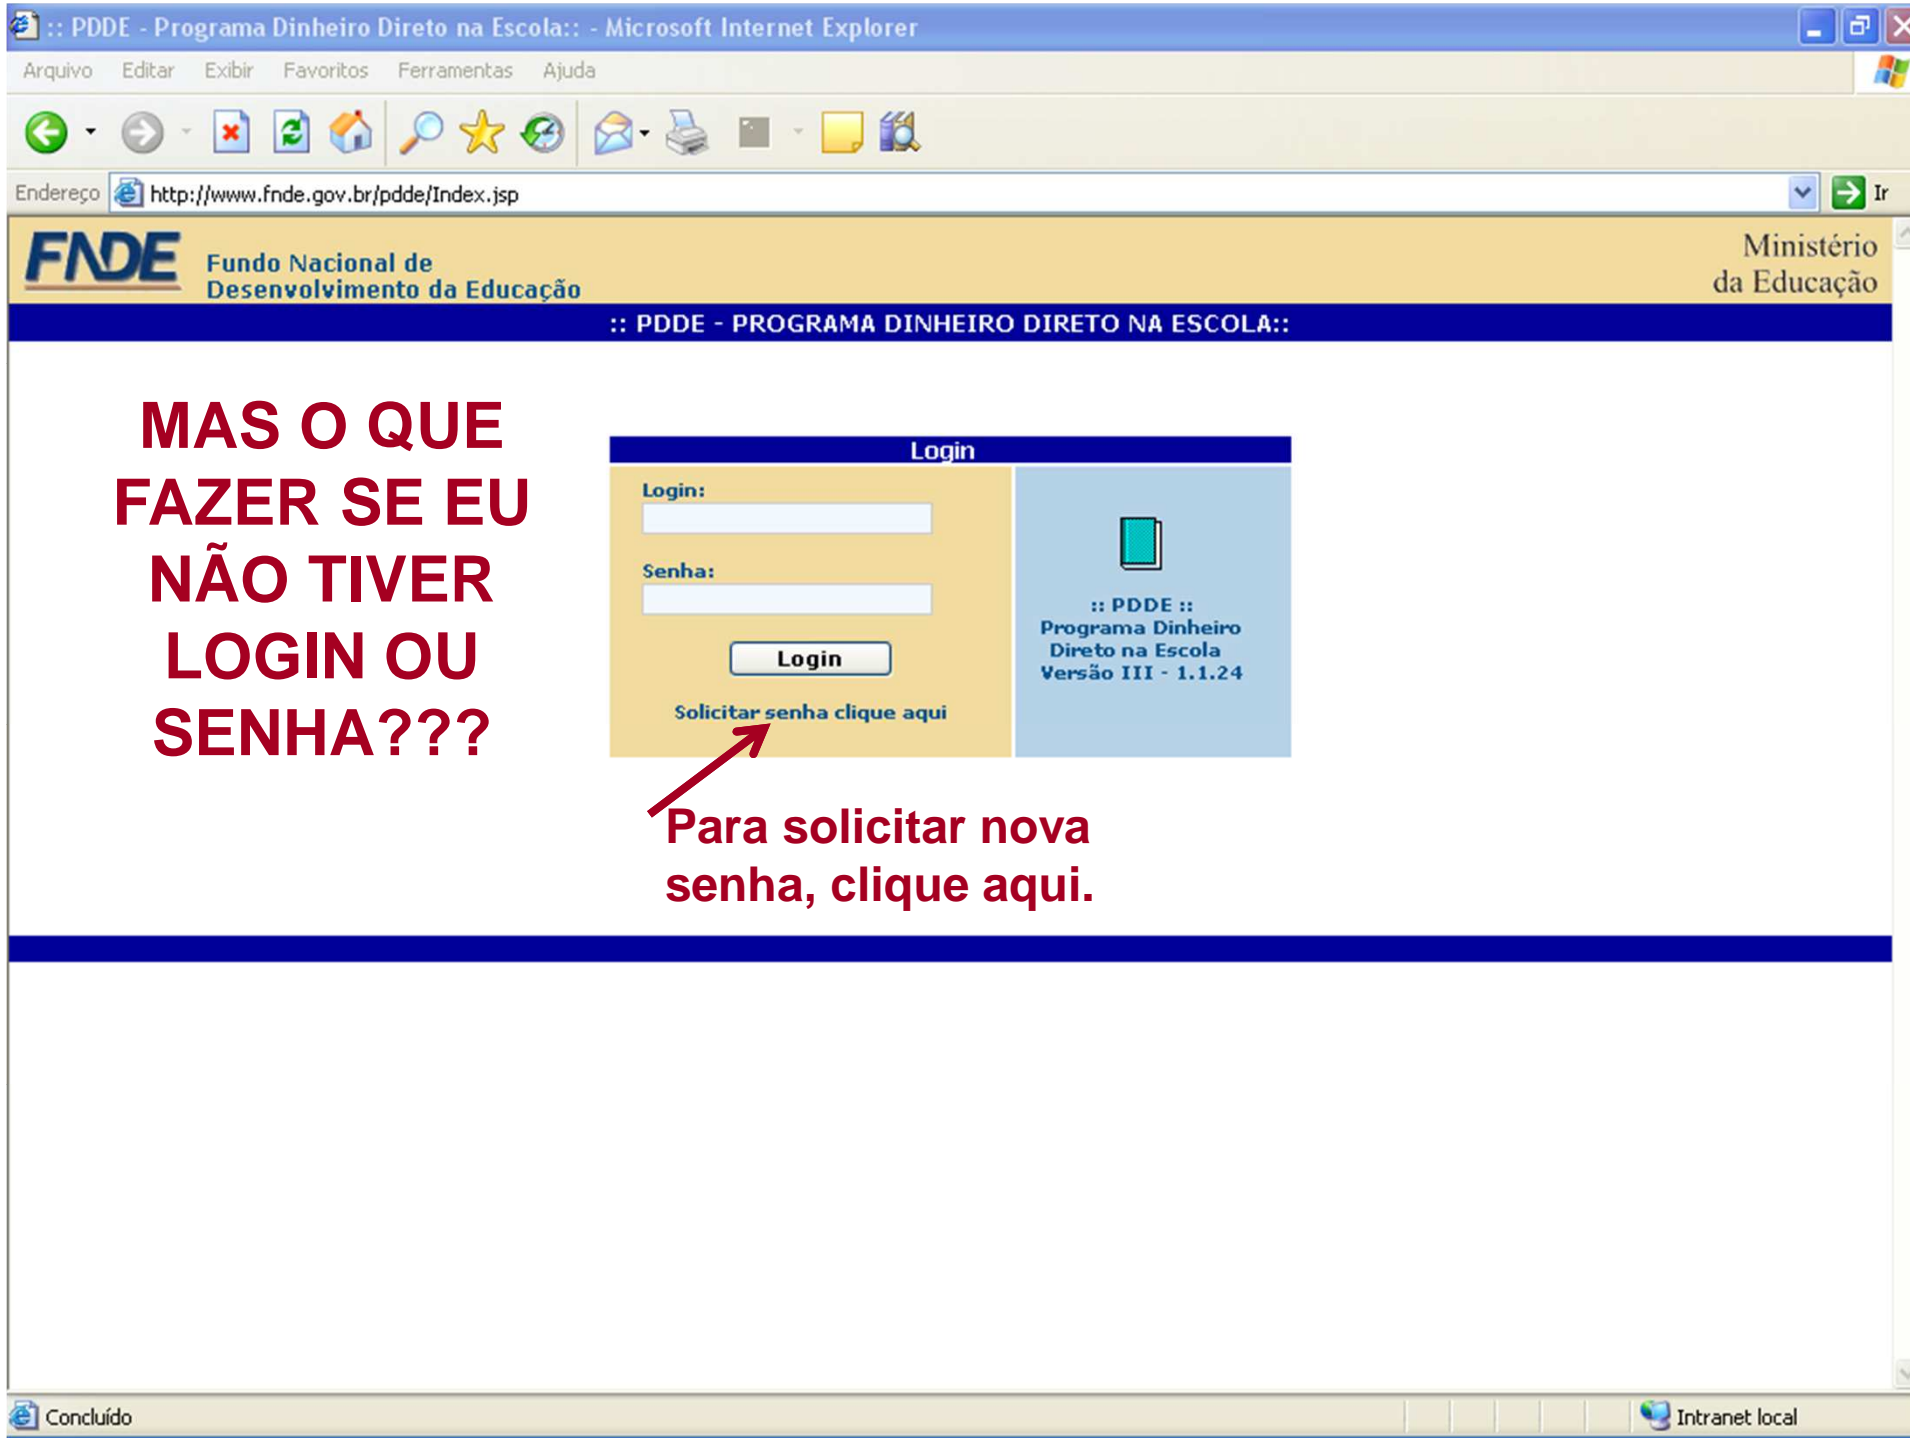 :: PDDE - Programa Dinheiro Direto na Escola:: - Microsoft Internet Explorer
Arquivo Editar Exibir Favoritos Ferramentas Ajuda
Endereço http://www.fnde.gov.br/pdde/Index.jsp Ir
FNDE
Fundo Nacional de
Desenvolvimento da Educação
Ministério
da Educação
:: PDDE - PROGRAMA DINHEIRO DIRETO NA ESCOLA::
MAS O QUE
FAZER SE EU
NÃO TIVER
LOGIN OU
SENHA???
Login
Login:
Senha:
Login
Solicitar senha clique aqui
:: PDDE ::
Programa Dinheiro
Direto na Escola
Versão III - 1.1.24
Para solicitar nova
senha, clique aqui.
Concluído
Intranet local